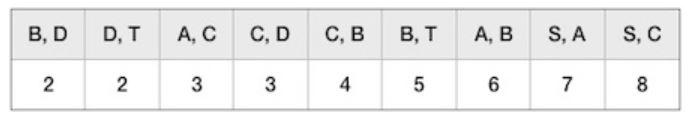 B, D D, T A, C C, D C, B B, T A, B S, A S, C
2 2 3 3 4 5 6 7 8